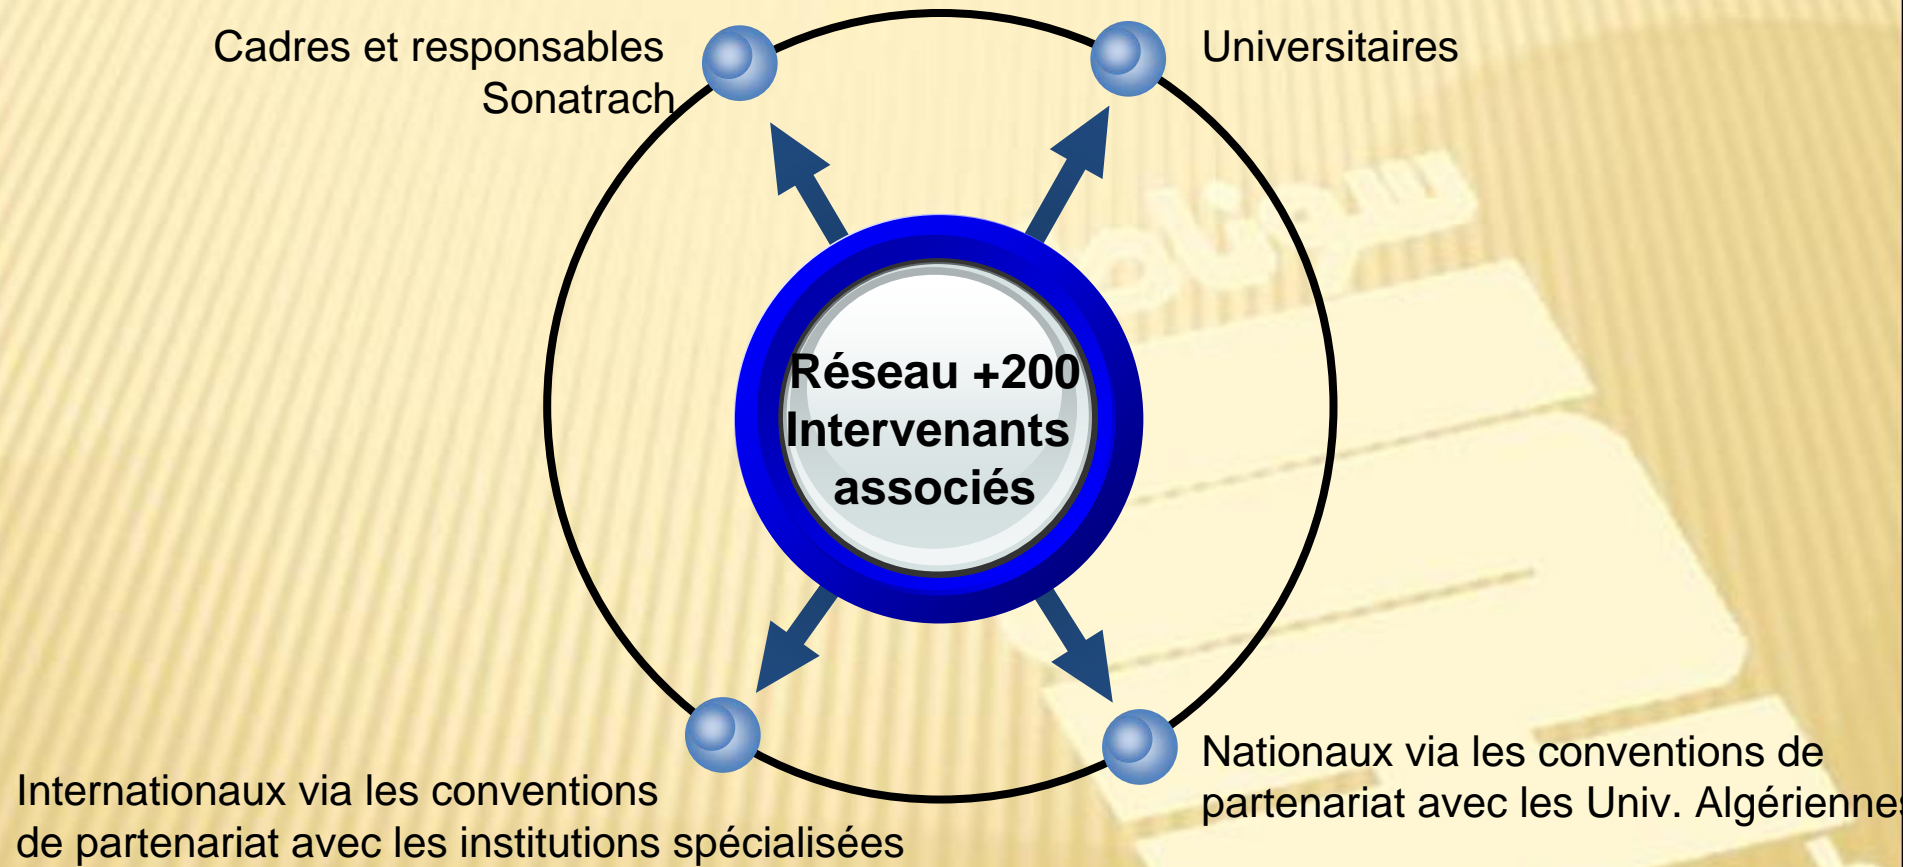 Cadres et responsables
Sonatrach
Universitaires
Réseau +200
Intervenants
associés
Internationaux via les conventions
de partenariat avec les institutions spécialisées
Nationaux via les conventions de
partenariat avec les Univ. Algériennes